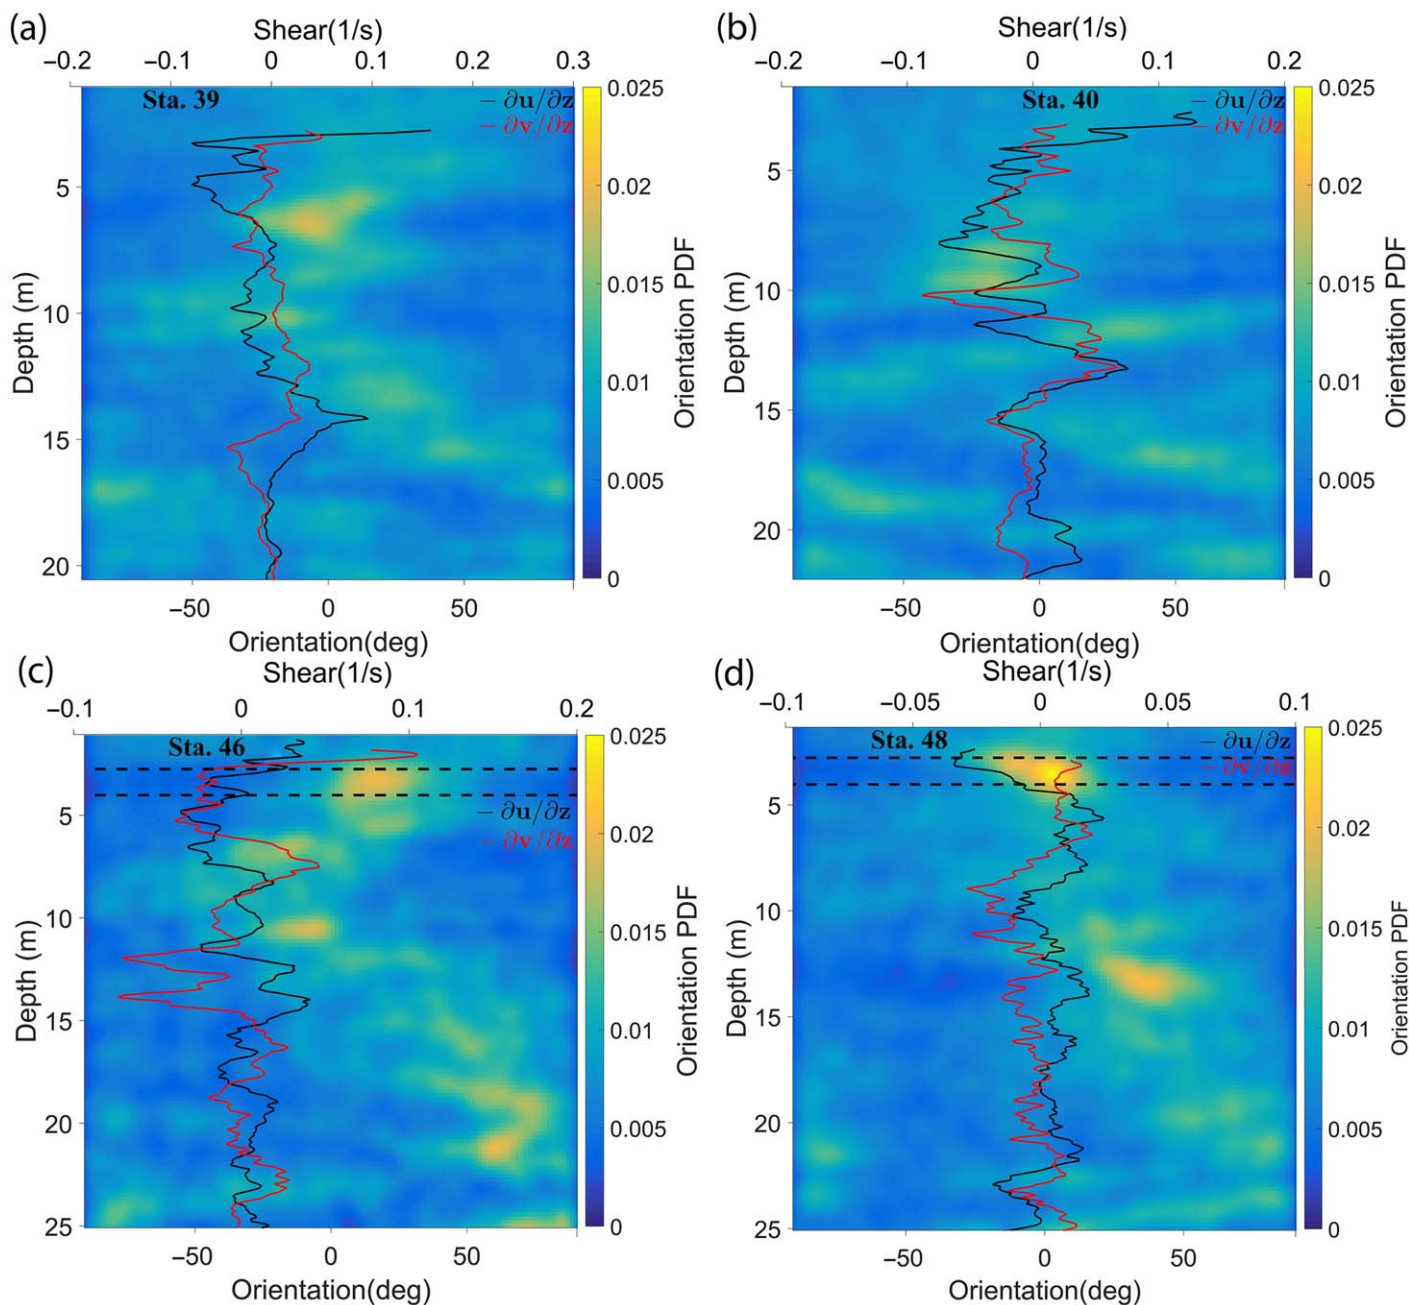 (a)
Shear(1/s)
−0.2 −0.1 0 0.1 0.2 0.3
Sta. 39
− ∂u/∂z
− ∂v/∂z
Depth (m)
5
10
15
20
−50 0 50
Orientation(deg)
0.025
0.02
0.015
0.01
0.005
0
Orientation PDF
(b)
Shear(1/s)
−0.2 −0.1 0 0.1 0.2
Sta. 40
− ∂u/∂z
− ∂v/∂z
Depth (m)
5
10
15
20
−50 0 50
Orientation(deg)
0.025
0.02
0.015
0.01
0.005
0
Orientation PDF
(c)
Shear(1/s)
−0.1 0 0.1 0.2
Sta. 46
− ∂u/∂z
− ∂v/∂z
Depth (m)
5
10
15
20
25
−50 0 50
Orientation(deg)
0.025
0.02
0.015
0.01
0.005
0
Orientation PDF
(d)
Shear(1/s)
−0.1 −0.05 0 0.05 0.1
Sta. 48
− ∂u/∂z
− ∂v/∂z
Depth (m)
5
10
15
20
25
−50 0 50
Orientation(deg)
0.025
0.02
0.015
0.01
0.005
0
Orientation PDF